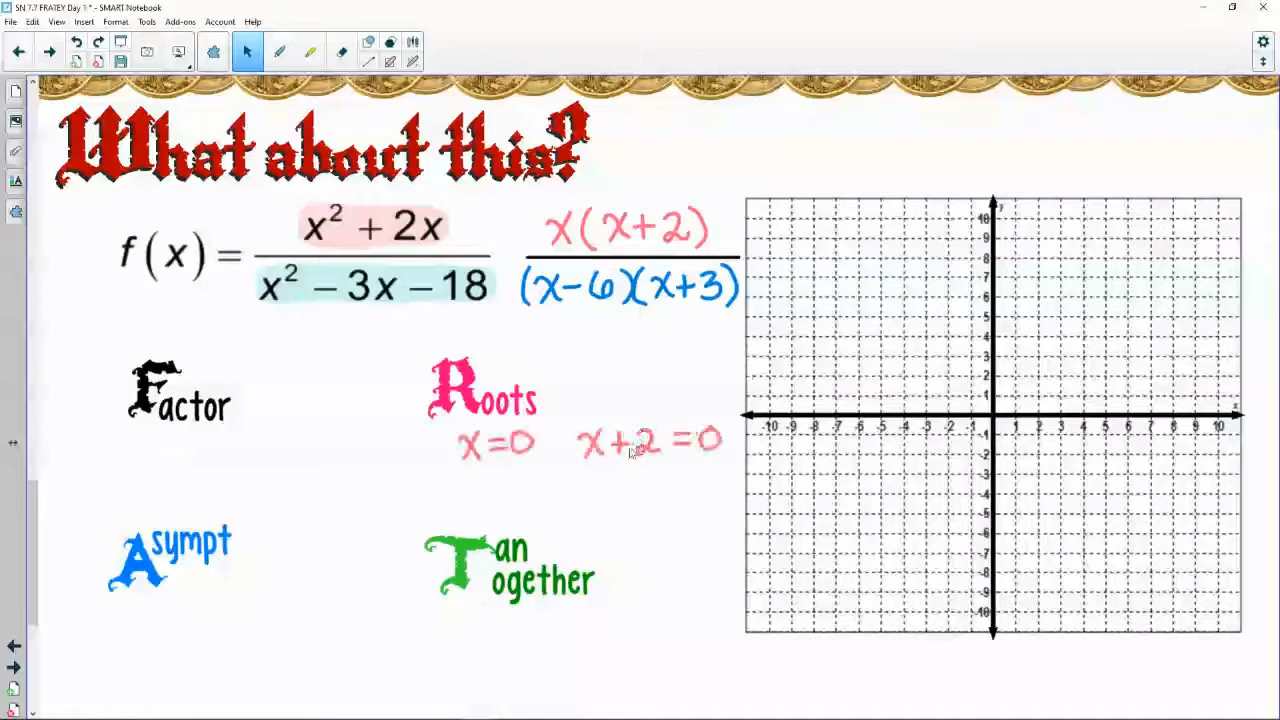 SN 7.7 FRATEY Day 1.* - SMART Notebook
File Edit View Insert Format Tools Add-ons Account Help
What about this?
f(x) = (x² + 2x)/(x² − 3x − 18) x(x+2)/((x−6)(x+3))
Factor
Roots
x=0 x+2=0
Asympt
Tan
Together
y
10
9
8
7
6
5
4
3
2
1
x
-10 -9 -8 -7 -6 -5 -4 -3 -2 -1 1 2 3 4 5 6 7 8 9 10
-1
-2
-3
-4
-5
-6
-7
-8
-9
-10